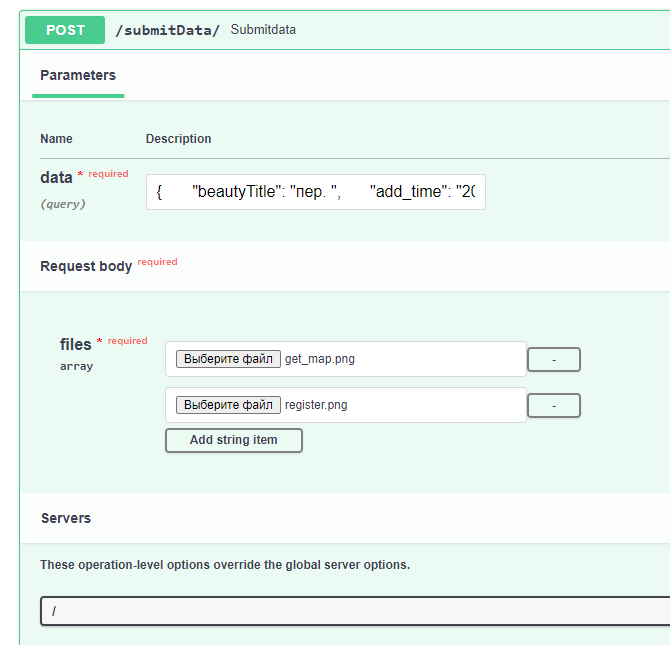 POST /submitData/ Submitdata
Parameters
Name Description
data * required
(query)
{ "beautyTitle": "пер. ", "add_time": "20
Request body required
files * required
array
Выберите файл get_map.png -
Выберите файл register.png -
Add string item
Servers
These operation-level options override the global server options.
/